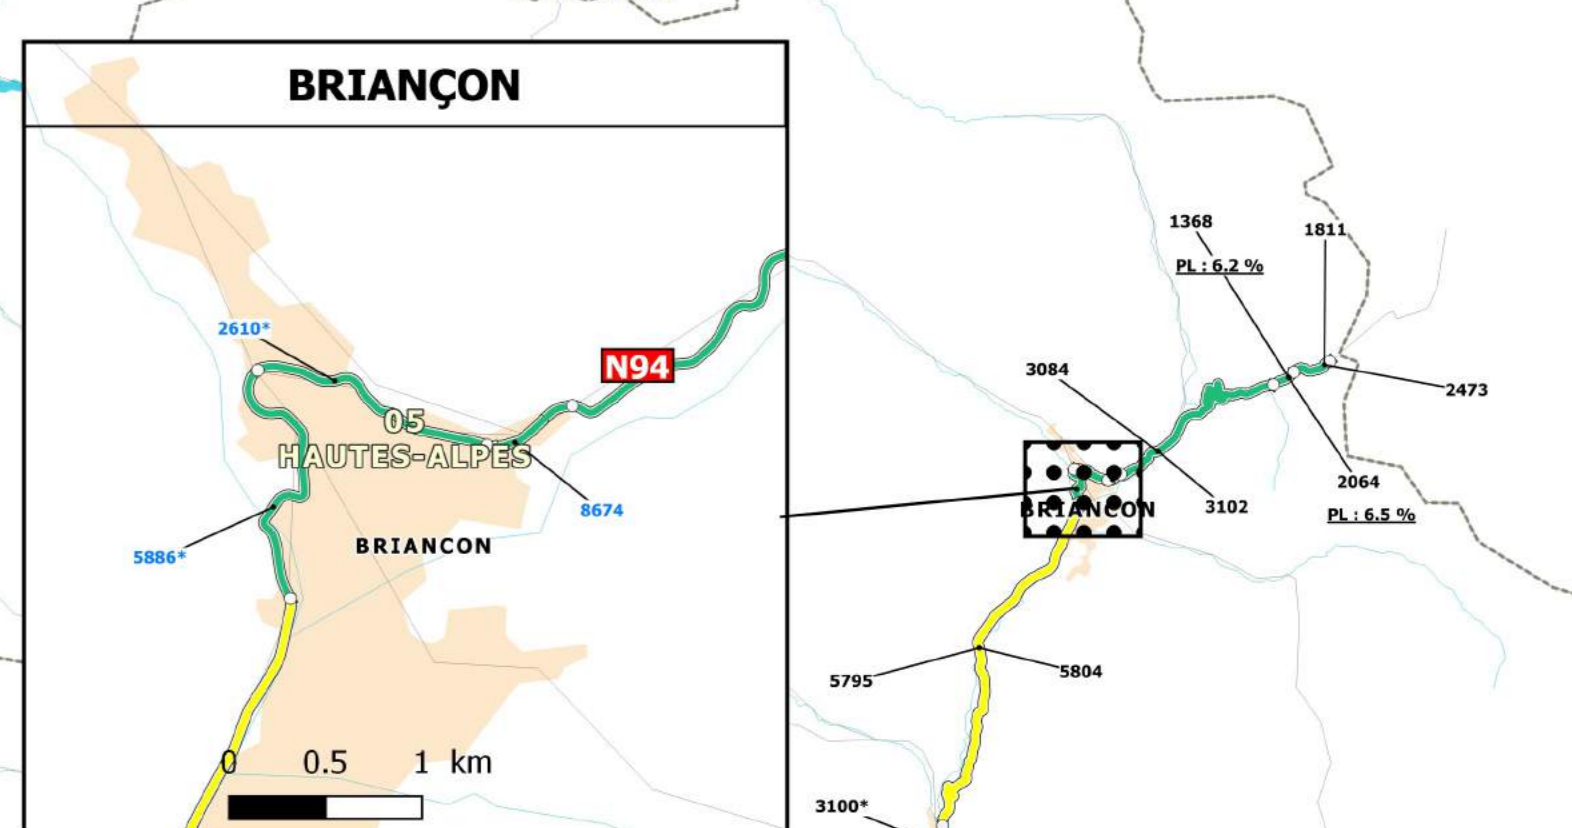 BRIANÇON
2610*
N94
05
HAUTES-ALPES
8674
5886*
BRIANCON
0 0.5 1 km
1368
1811
PL : 6.2 %
3084
2473
2064
3102
BRIANCON
PL : 6.5 %
5795
5804
3100*